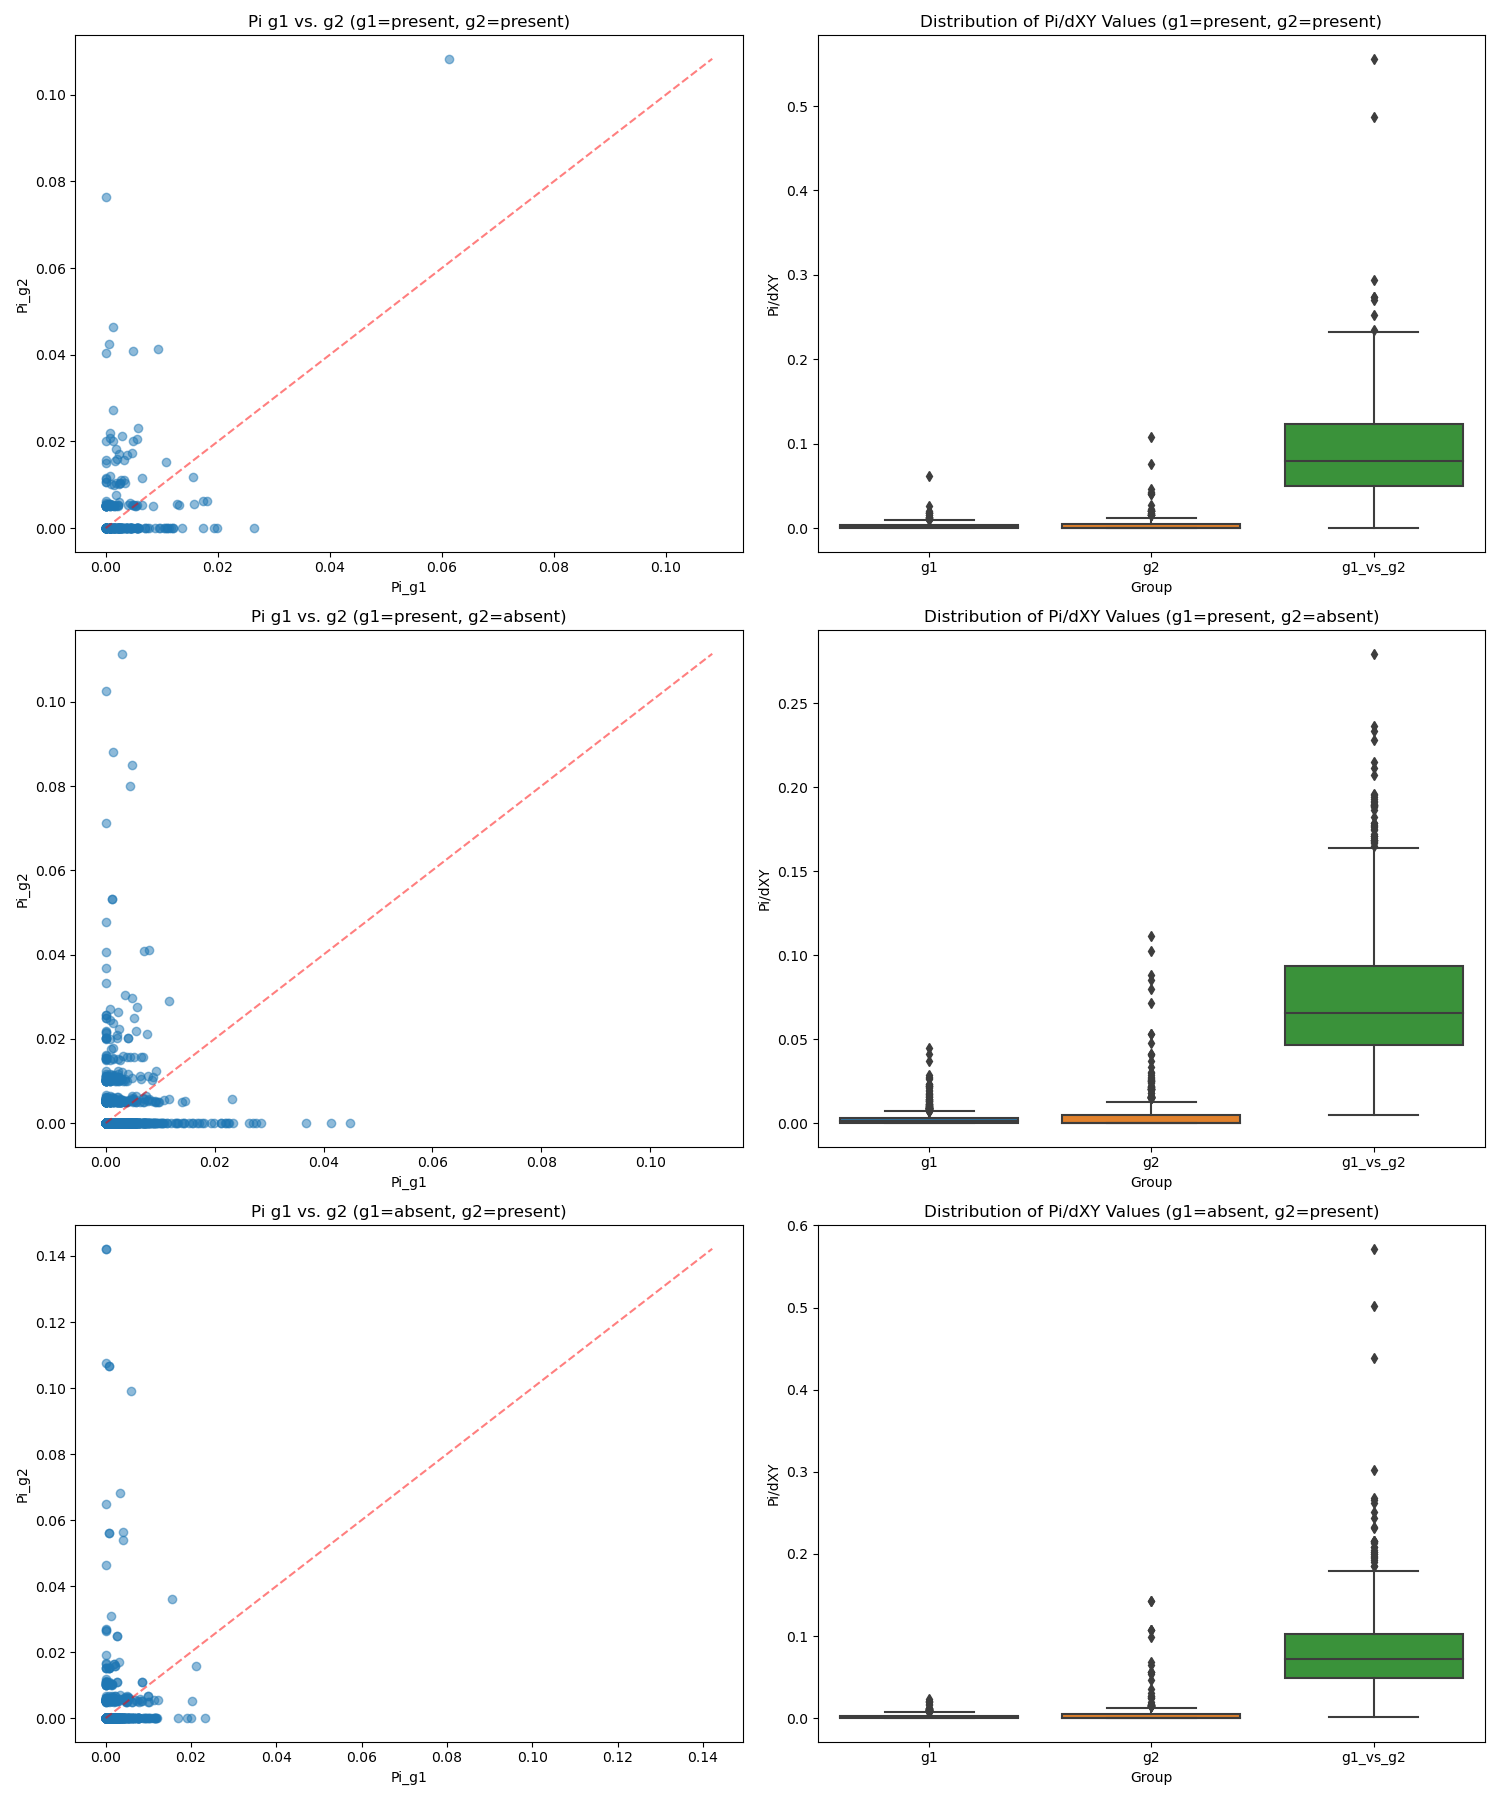 Pi g1 vs. g2 (g1=present, g2=present)
Pi_g2
0.10
0.08
0.06
0.04
0.02
0.00
0.00 0.02 0.04 0.06 0.08 0.10
Pi_g1
Distribution of Pi/dXY Values (g1=present, g2=present)
Pi/dXY
0.5
0.4
0.3
0.2
0.1
0.0
g1 g2 g1_vs_g2
Group
Pi g1 vs. g2 (g1=present, g2=absent)
Pi_g2
0.10
0.08
0.06
0.04
0.02
0.00
0.00 0.02 0.04 0.06 0.08 0.10
Pi_g1
Distribution of Pi/dXY Values (g1=present, g2=absent)
Pi/dXY
0.25
0.20
0.15
0.10
0.05
0.00
g1 g2 g1_vs_g2
Group
Pi g1 vs. g2 (g1=absent, g2=present)
Pi_g2
0.14
0.12
0.10
0.08
0.06
0.04
0.02
0.00
0.00 0.02 0.04 0.06 0.08 0.10 0.12 0.14
Pi_g1
Distribution of Pi/dXY Values (g1=absent, g2=present)
Pi/dXY
0.6
0.5
0.4
0.3
0.2
0.1
0.0
g1 g2 g1_vs_g2
Group